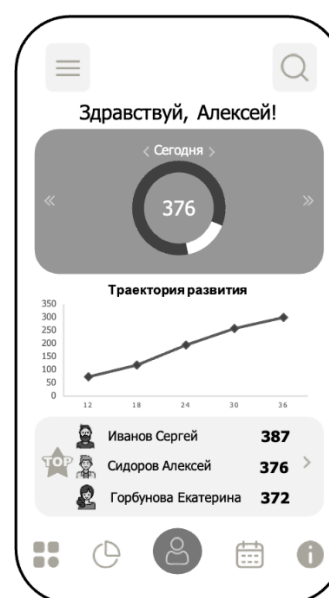 Здравствуй, Алексей!
< Сегодня >
« 376 »
Траектория развития
350
300
250
200
150
100
50
0
12 18 24 30 36
Иванов Сергей 387
TOP Сидоров Алексей 376 >
Горбунова Екатерина 372
i